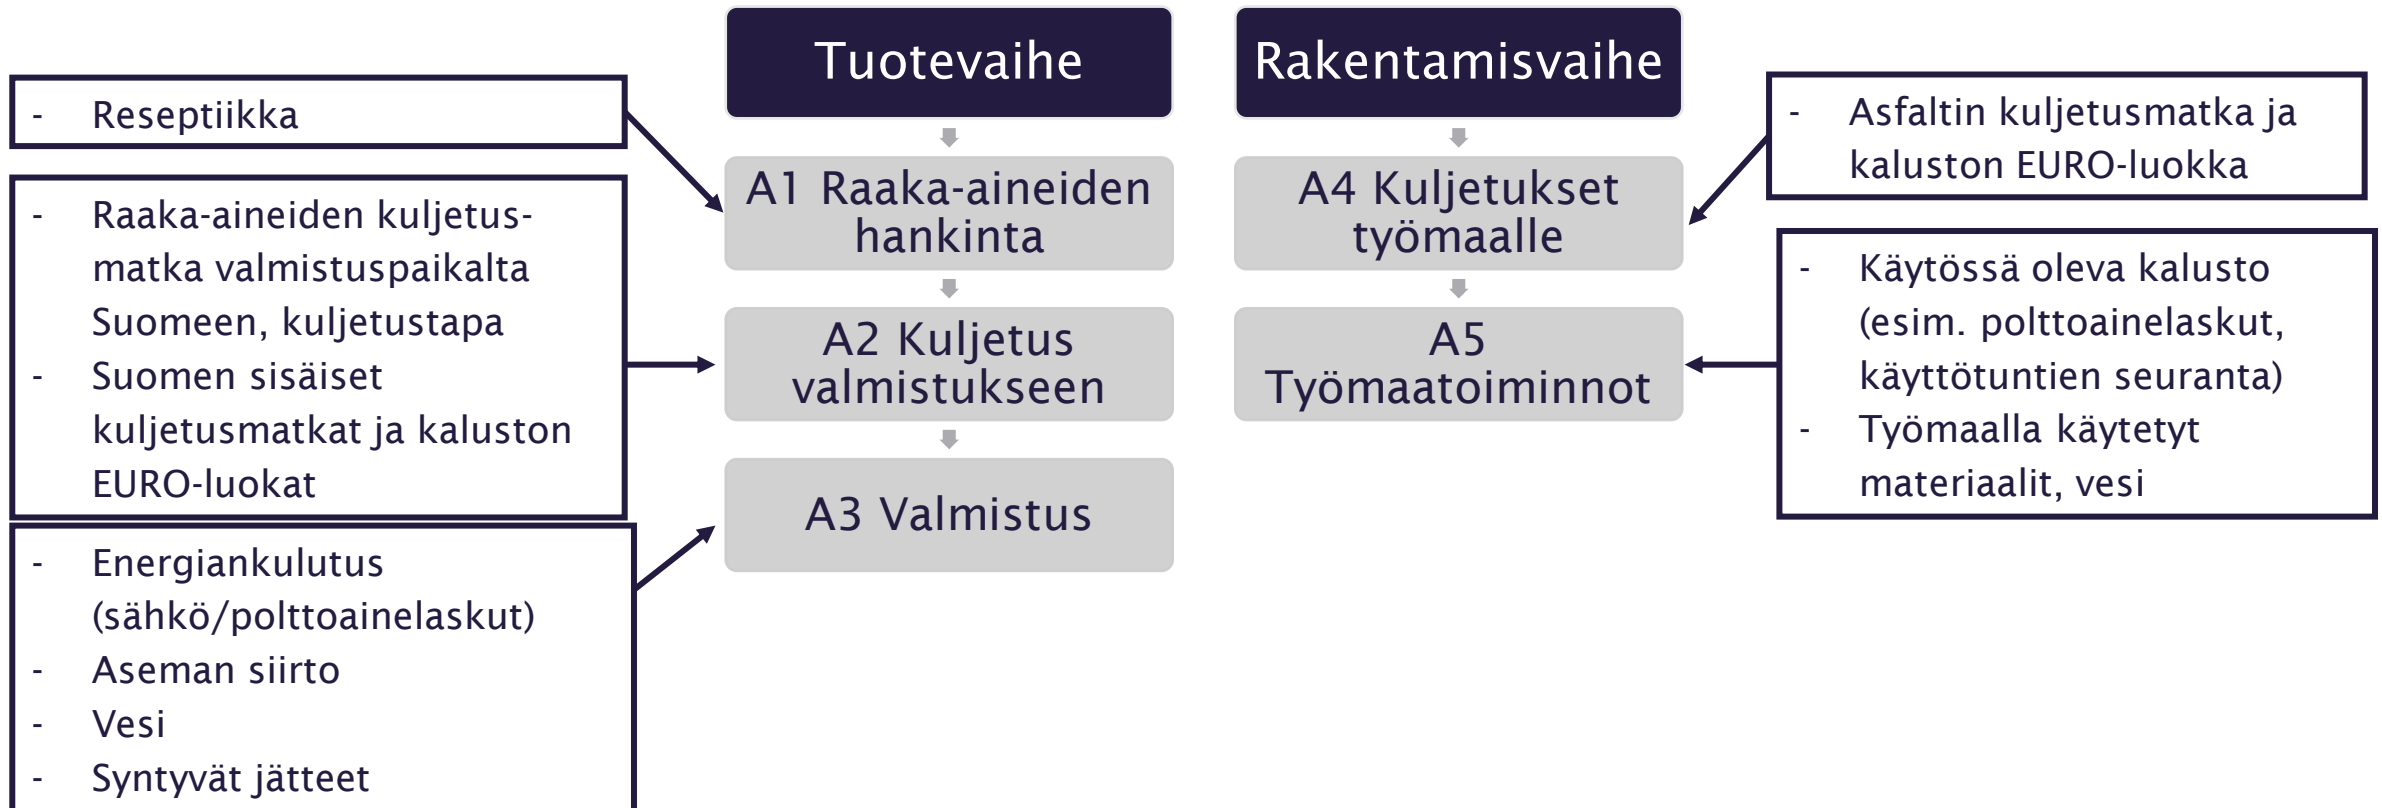 Tuotevaihe
Rakentamisvaihe
- Reseptiikka
- Raaka-aineiden kuljetus-
matka valmistuspaikalta
Suomeen, kuljetustapa
- Suomen sisäiset
kuljetusmatkat ja kaluston
EURO-luokat
- Energiankulutus
(sähkö/polttoainelaskut)
- Aseman siirto
- Vesi
- Syntyvät jätteet
A1 Raaka-aineiden
hankinta
A2 Kuljetus
valmistukseen
A3 Valmistus
A4 Kuljetukset
työmaalle
A5
Työmaatoiminnot
- Asfaltin kuljetusmatka ja
kaluston EURO-luokka
- Käytössä oleva kalusto
(esim. polttoainelaskut,
käyttötuntien seuranta)
- Työmaalla käytetyt
materiaalit, vesi